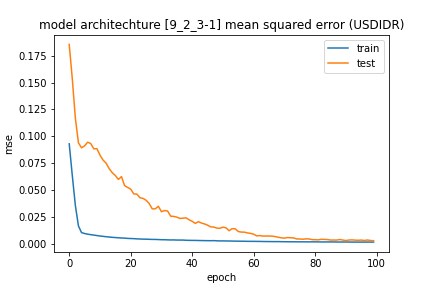 model architechture [9_2_3-1] mean squared error (USDIDR)
train
test
0.175
0.150
0.125
0.100
0.075
0.050
0.025
0.000
mse
0 20 40 60 80 100
epoch